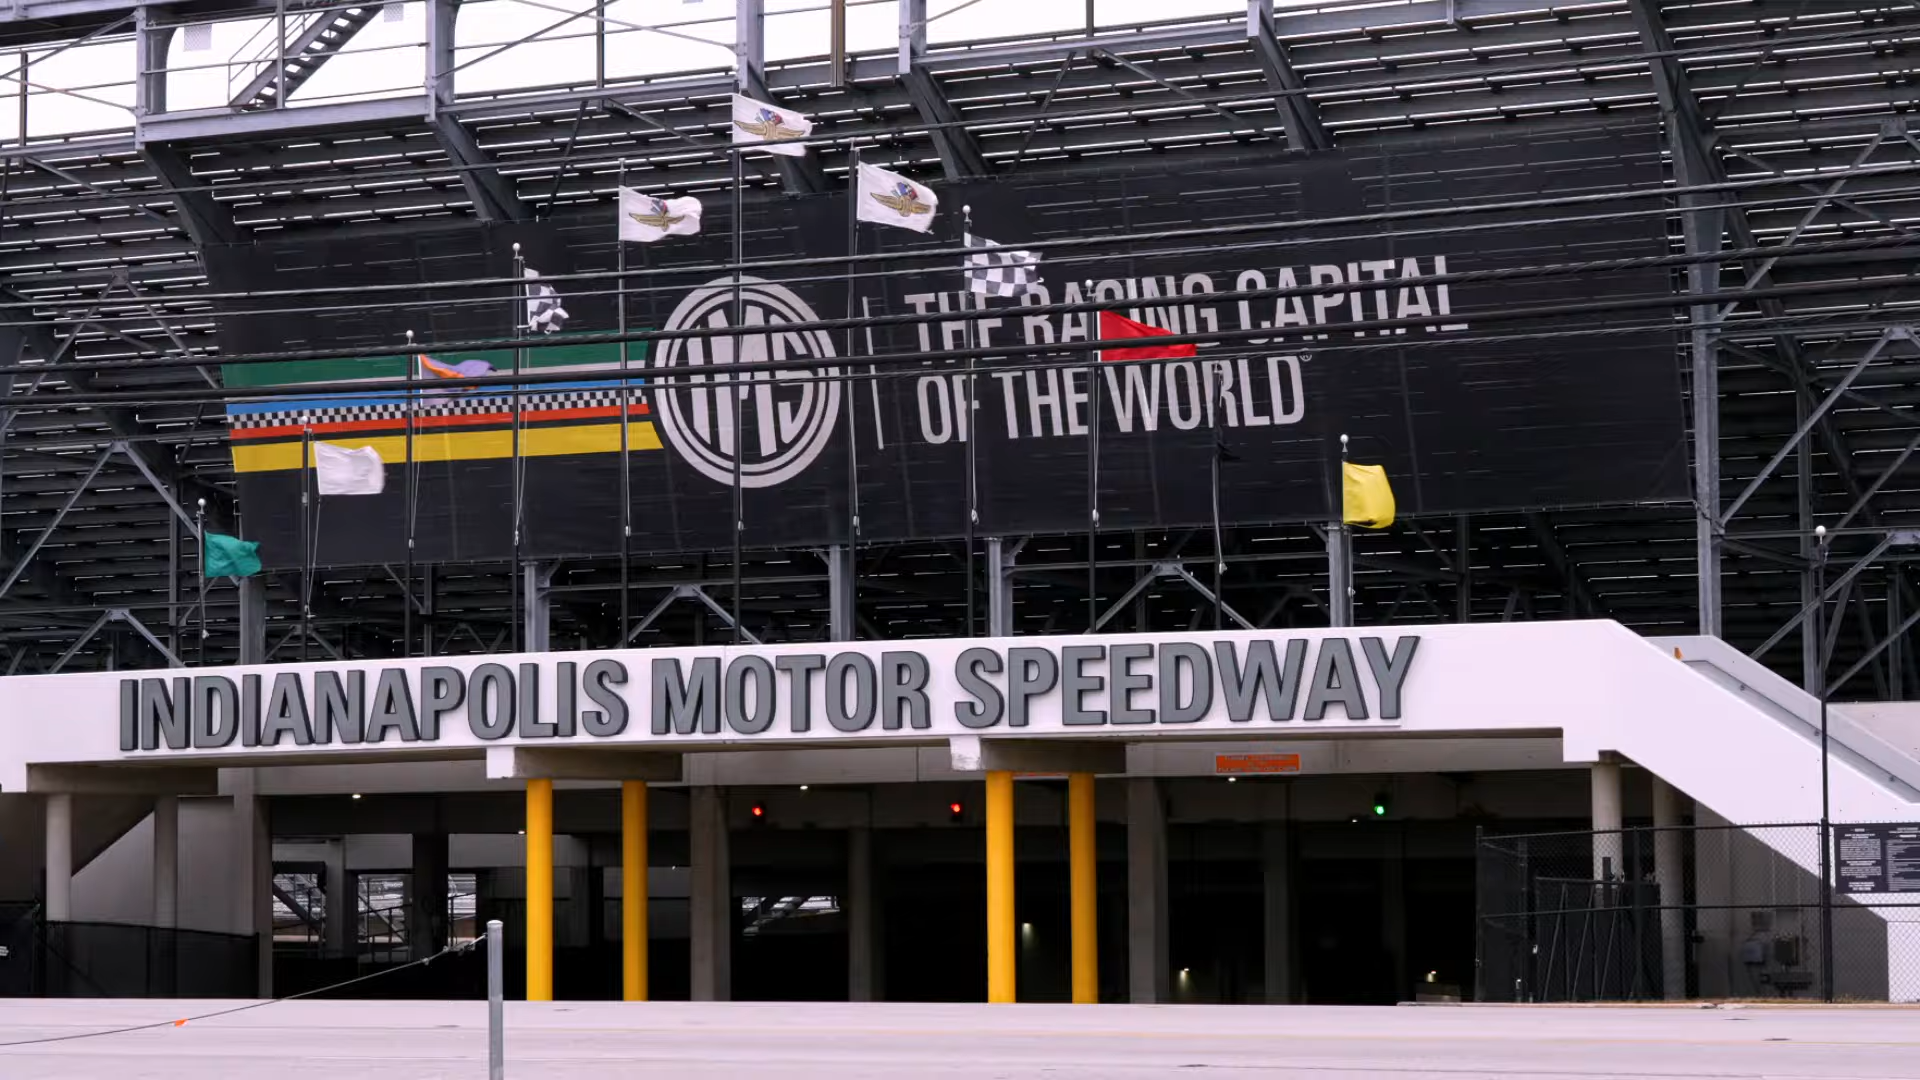 IMS
THE RACING CAPITAL
OF THE WORLD®
INDIANAPOLIS MOTOR SPEEDWAY